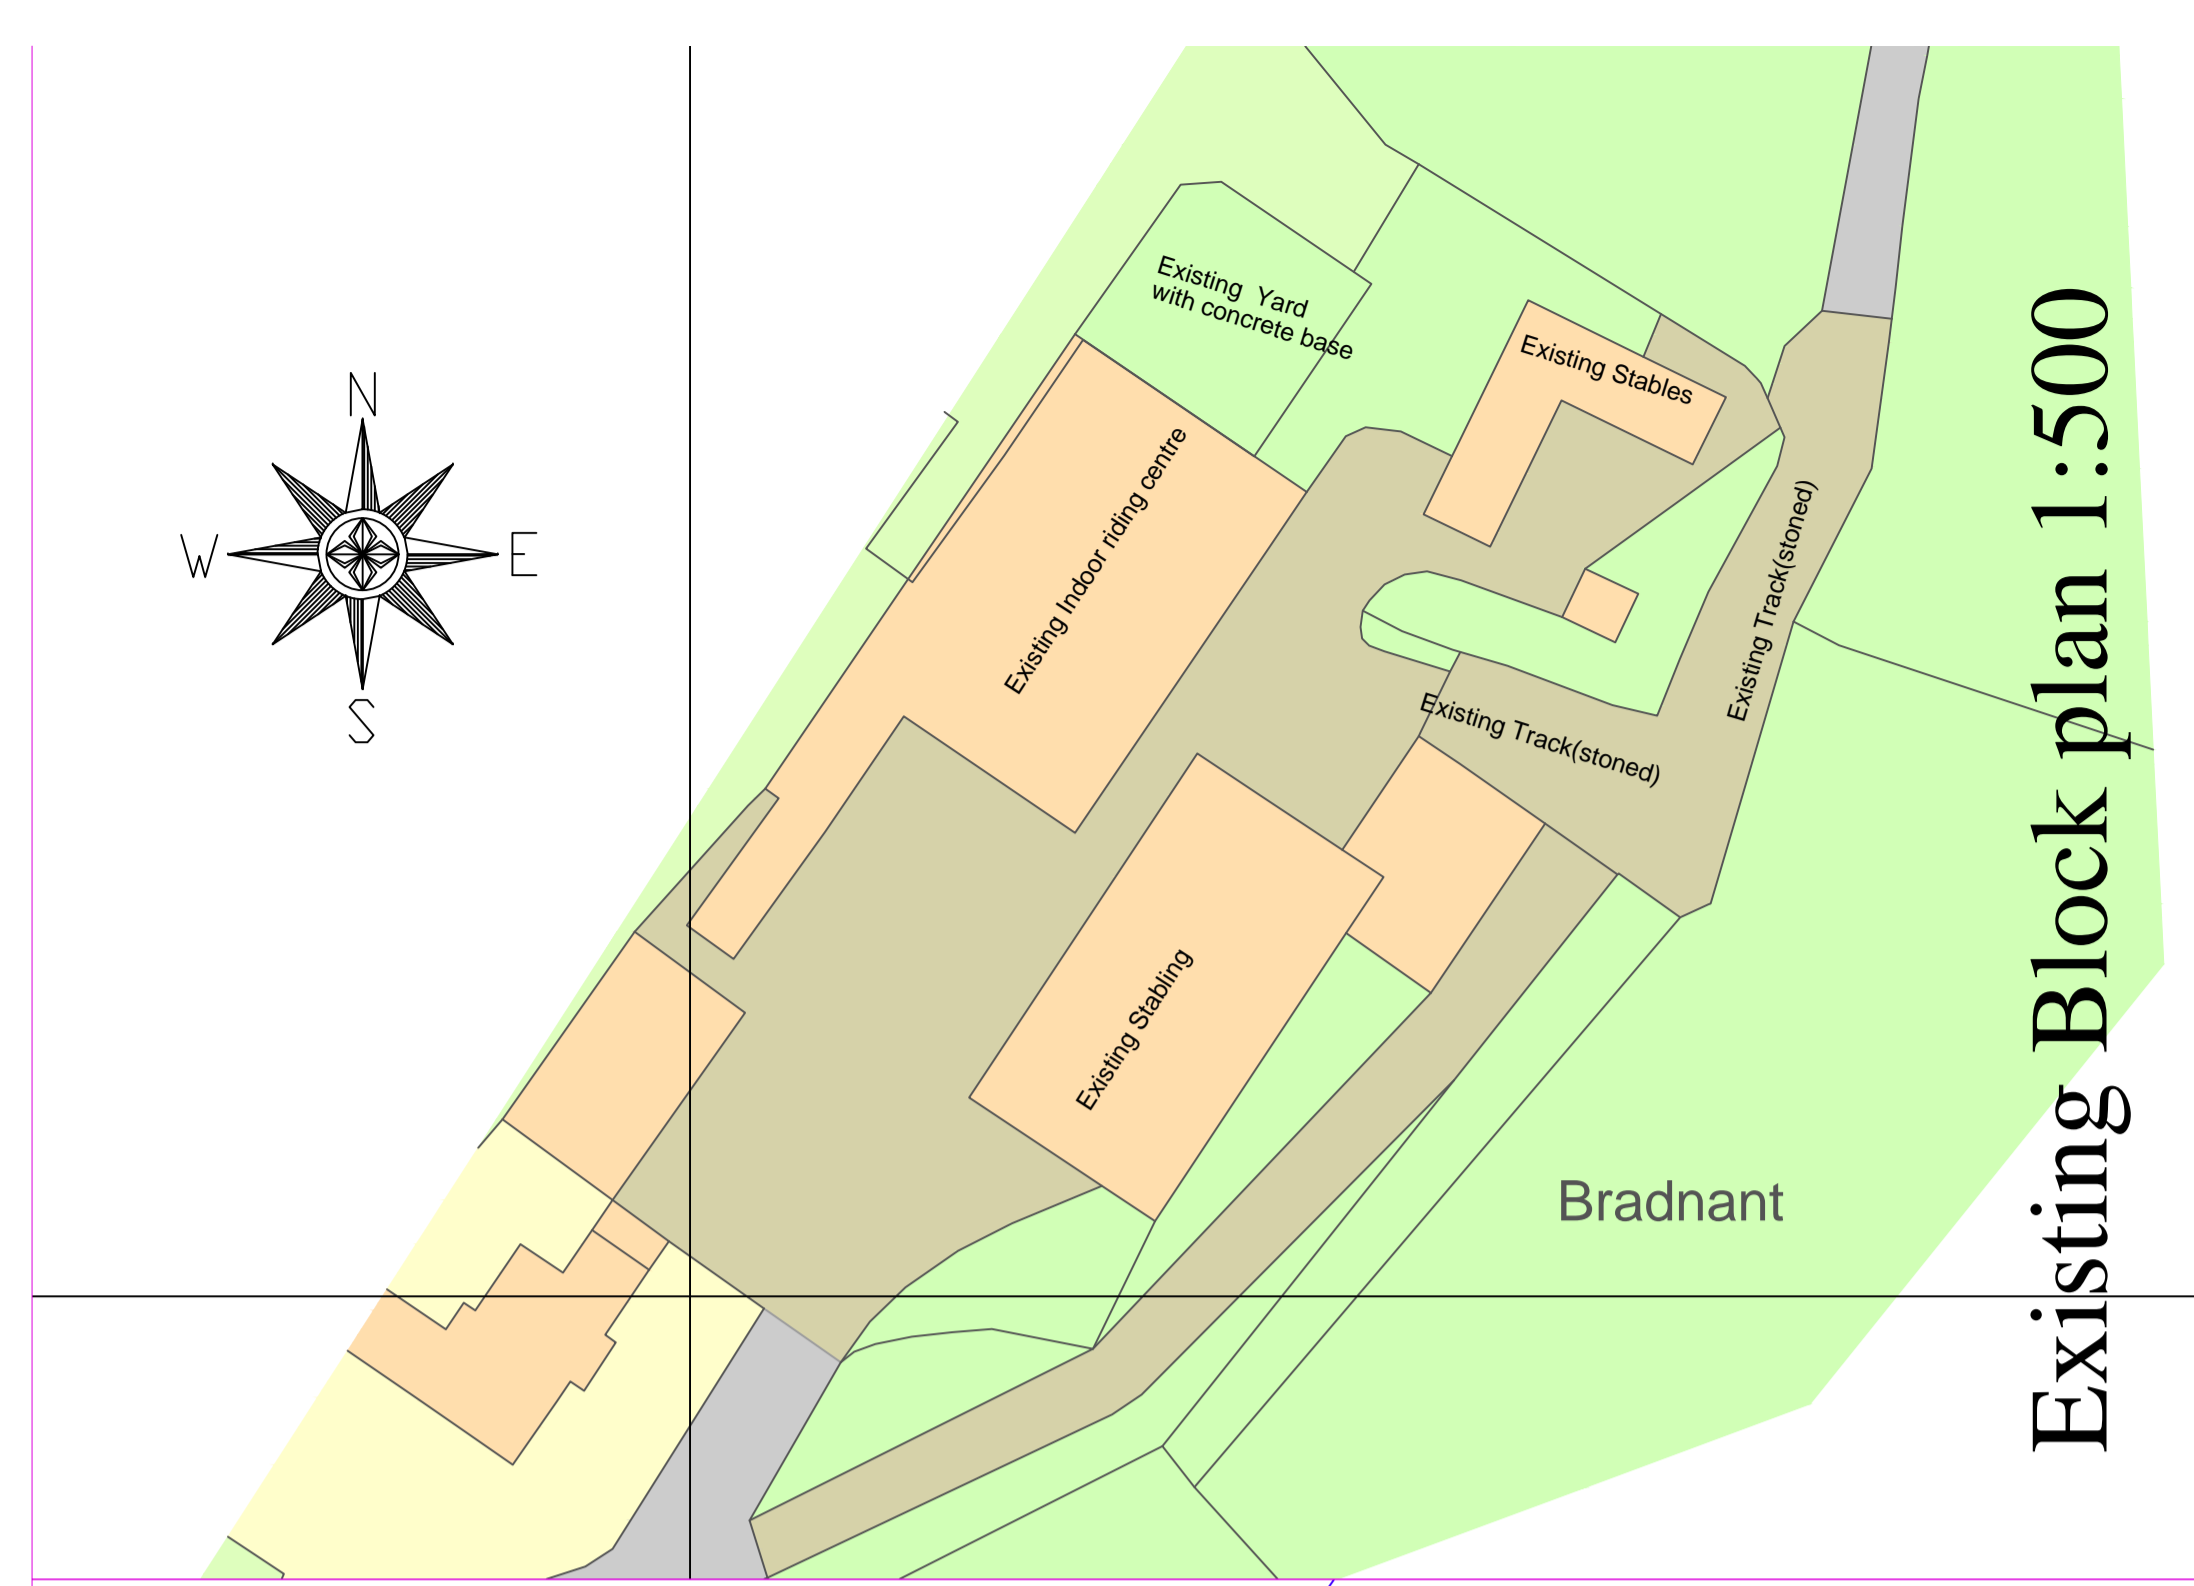 N
W
E
S
Existing Yard
with concrete base
Existing Stables
Existing Indoor riding centre
Existing Track(stoned)
Existing Track(stoned)
Existing Stabling
Bradnant
Existing Block plan 1:500